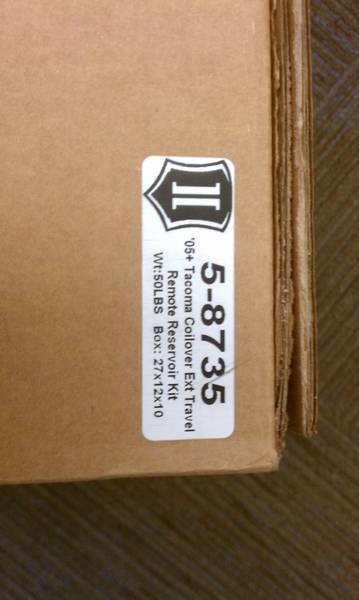 5-8735
'05+ Tacoma Coilover Ext Travel
Remote Reservoir Kit
Wt:50LBS Box: 27x12x10